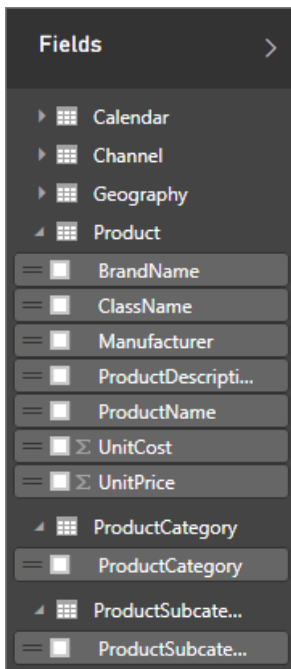 Fields
Calendar
Channel
Geography
Product
BrandName
ClassName
Manufacturer
ProductDescripti...
ProductName
Σ UnitCost
Σ UnitPrice
ProductCategory
ProductCategory
ProductSubcate...
ProductSubcate...